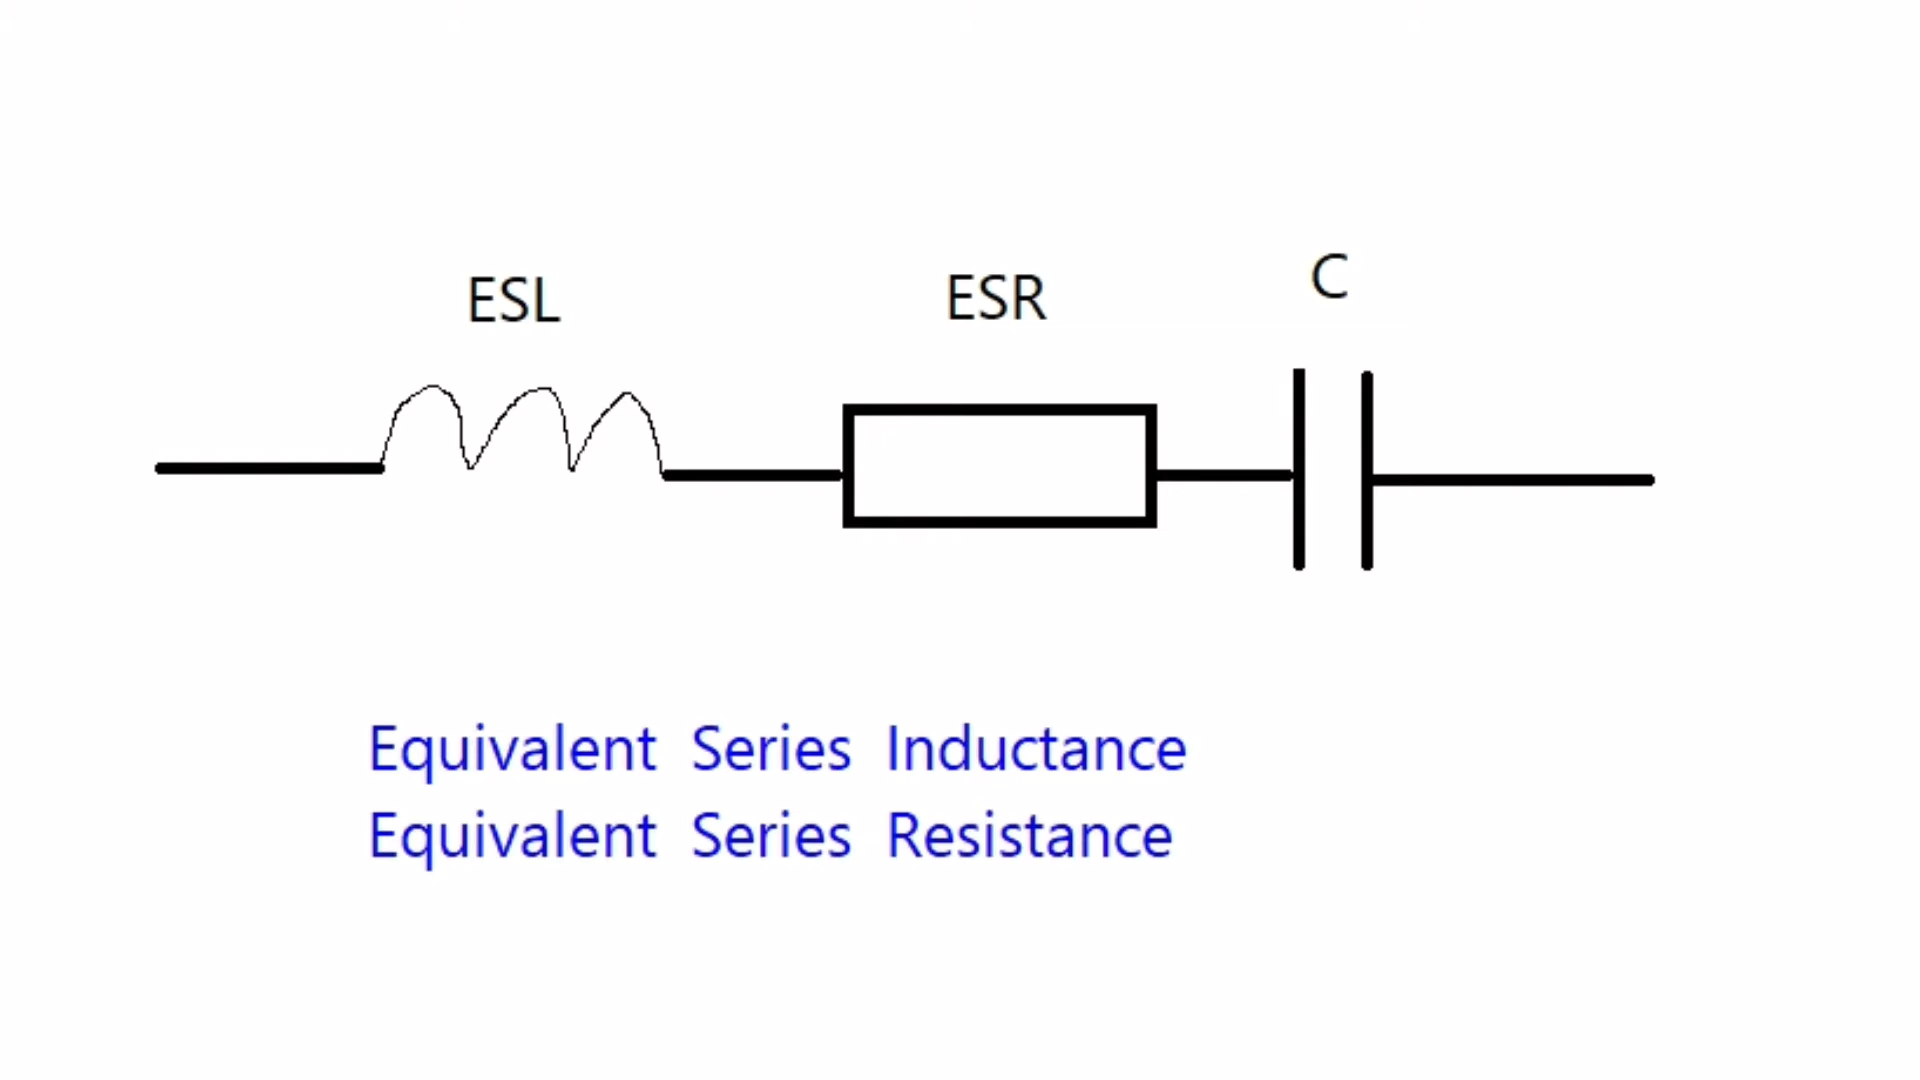 ESL ESR C
Equivalent Series Inductance
Equivalent Series Resistance